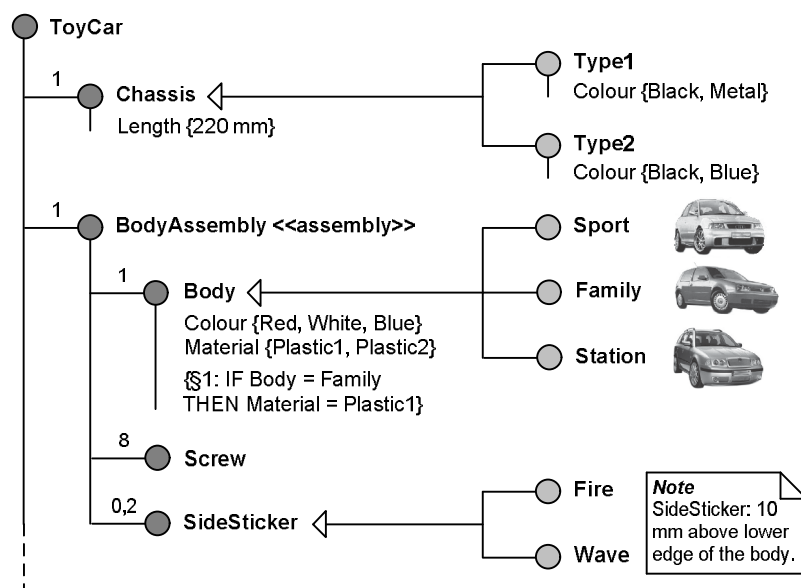 ToyCar
1
Chassis
Length {220 mm}
Type1
Colour {Black, Metal}
Type2
Colour {Black, Blue}
1
BodyAssembly <<assembly>>
1
Body
Colour {Red, White, Blue}
Material {Plastic1, Plastic2}
{§1: IF Body = Family
THEN Material = Plastic1}
Sport
Family
Station
8
Screw
0,2
SideSticker
Fire
Wave
Note
SideSticker: 10
mm above lower
edge of the body.